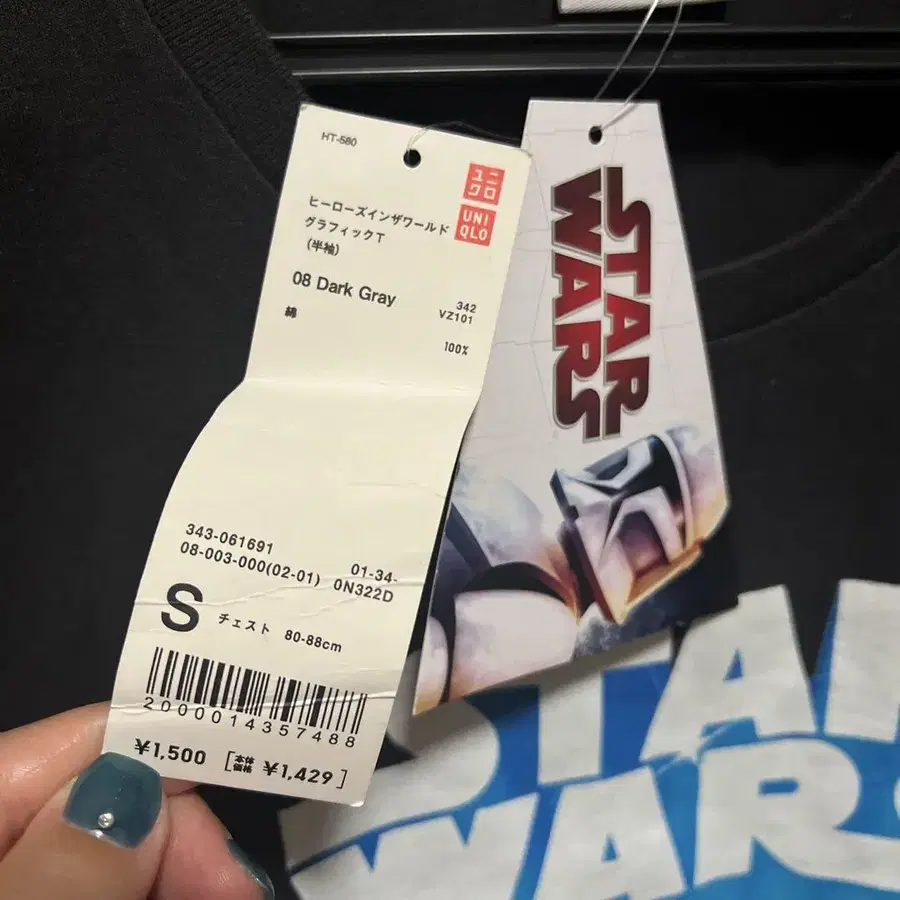 HT-560
ユニ
クロ
UNI
QLO
ヒーローズインザワールド
グラフィックT
(半袖)
08 Dark Gray
342
VZ101
綿
100%
343-061691
08-003-000(02-01)
01-34-
0N322D
S チェスト 80-88cm
2000014357488
¥1,500 [本体価格 ¥1,429]
STAR
WARS
STAR
WARS